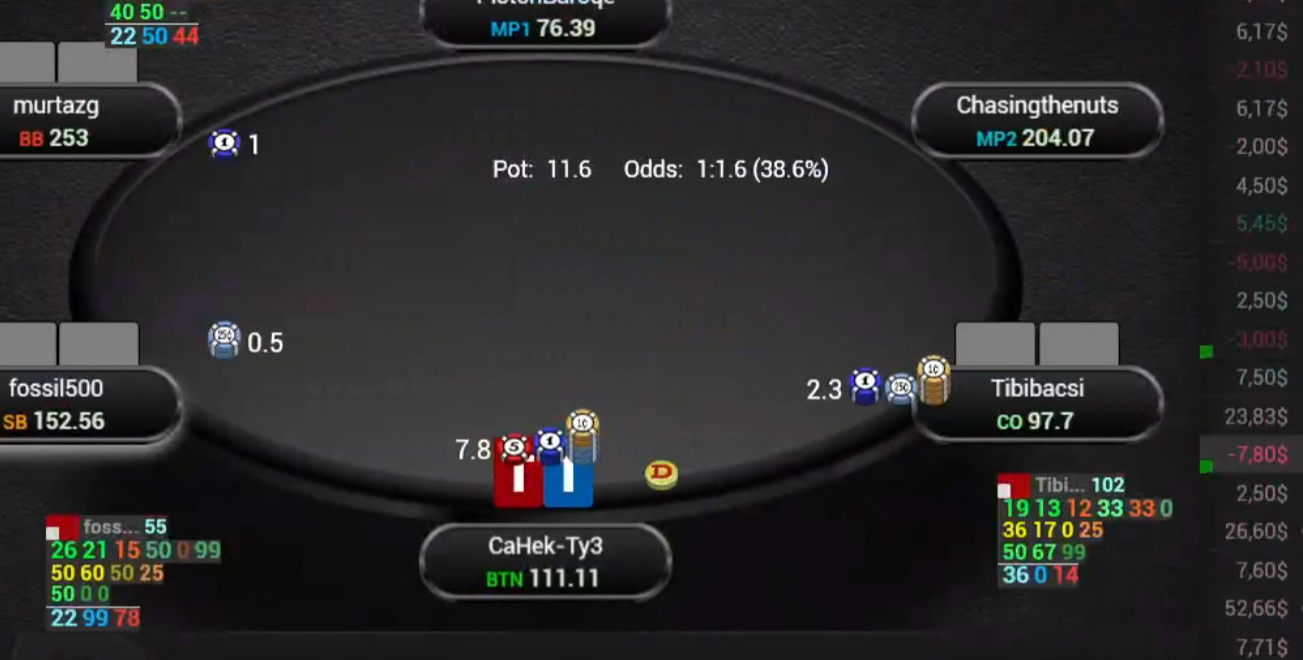 40 50 --
22 50 44
MP1 76.39
murtazg
BB 253
1
Pot: 11.6 Odds: 1:1.6 (38.6%)
Chasingthenuts
MP2 204.07
fossil500
SB 152.56
0.5
2.3
Tibibacsi
CO 97.7
7.8
D
CaHek-Ty3
BTN 111.11
foss... 55
26 21 15 50 0 99
50 60 50 25
50 0 0
22 99 78
Tibi... 102
19 13 12 33 33 0
36 17 0 25
50 67 99
36 0 14
6,17$
-2,10$
6,17$
2,00$
4,50$
5,45$
-5,00$
2,50$
-3,00$
7,50$
23,83$
-7,80$
2,50$
26,60$
7,60$
52,66$
7,71$